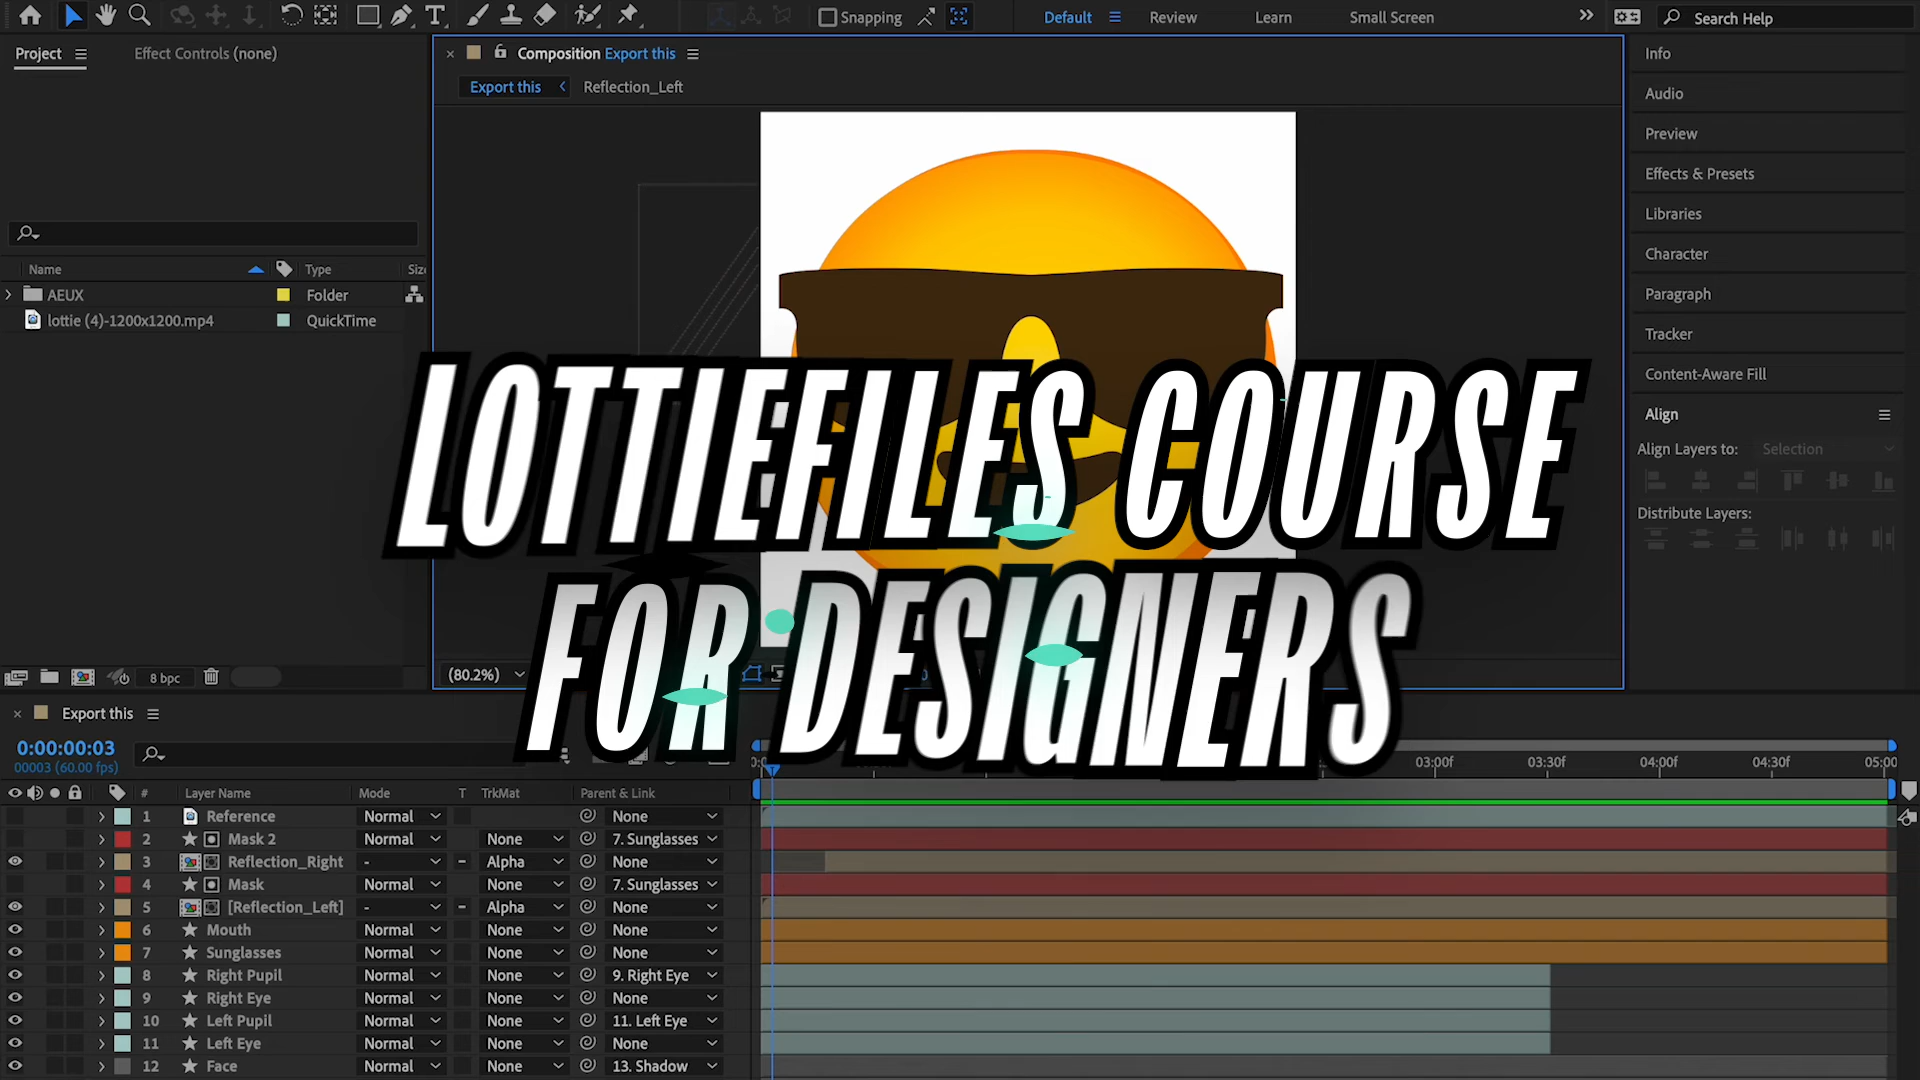 Snapping
Default
Review
Learn
Small Screen
Search Help
Project
Effect Controls (none)
Composition Export this
Export this
Reflection_Left
Name
Type
AEUX
Folder
lottie (4)-1200x1200.mp4
QuickTime
Info
Audio
Preview
Effects & Presets
Libraries
Character
Paragraph
Tracker
Content-Aware Fill
Align
Align Layers to: Selection
Distribute Layers:
LOTTIEFILES COURSE
FOR DESIGNERS
8 bpc
(80.2%)
Export this
0:00:00:03
00003 (60.00 fps)
03:00f 03:30f 04:00f 04:30f
# Layer Name Mode T TrkMat Parent & Link
1 Reference Normal None
2 Mask 2 Normal None 7. Sunglasses
3 Reflection_Right - Alpha None
4 Mask Normal None 7. Sunglasses
5 [Reflection_Left] - Alpha None
6 Mouth Normal None None
7 Sunglasses Normal None None
8 Right Pupil Normal None 9. Right Eye
9 Right Eye Normal None None
10 Left Pupil Normal None 11. Left Eye
11 Left Eye Normal None None
12 Face Normal None 13. Shadow